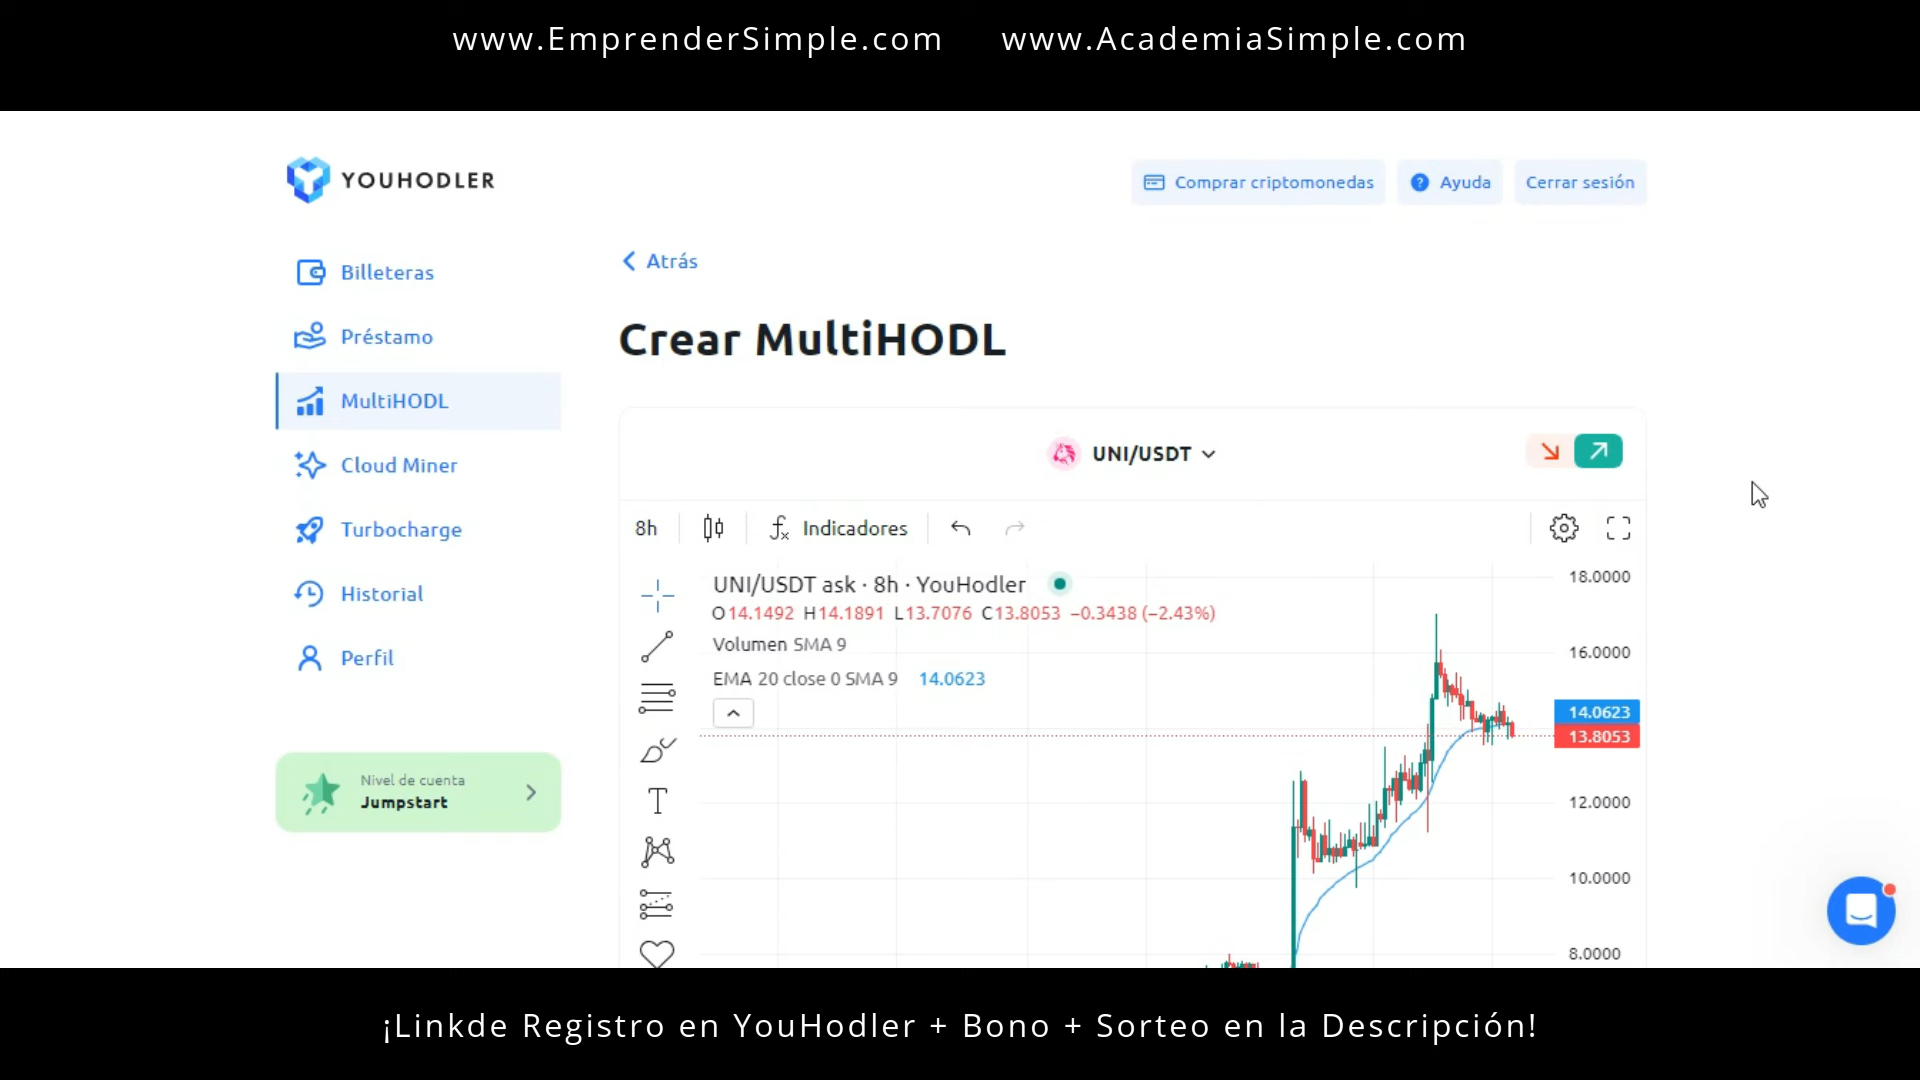 www.EmprenderSimple.com www.AcademiaSimple.com
YOUHODLER
Comprar criptomonedas Ayuda Cerrar sesión
Billeteras
Préstamo
MultiHODL
Cloud Miner
Turbocharge
Historial
Perfil
Nivel de cuenta
Jumpstart
Atrás
Crear MultiHODL
UNI/USDT
8h Indicadores
UNI/USDT ask · 8h · YouHodler
O14.1492 H14.1891 L13.7076 C13.8053 −0.3438 (−2.43%)
Volumen SMA 9
EMA 20 close 0 SMA 9 14.0623
18.0000
16.0000
14.0623
13.8053
12.0000
10.0000
8.0000
¡Linkde Registro en YouHodler + Bono + Sorteo en la Descripción!